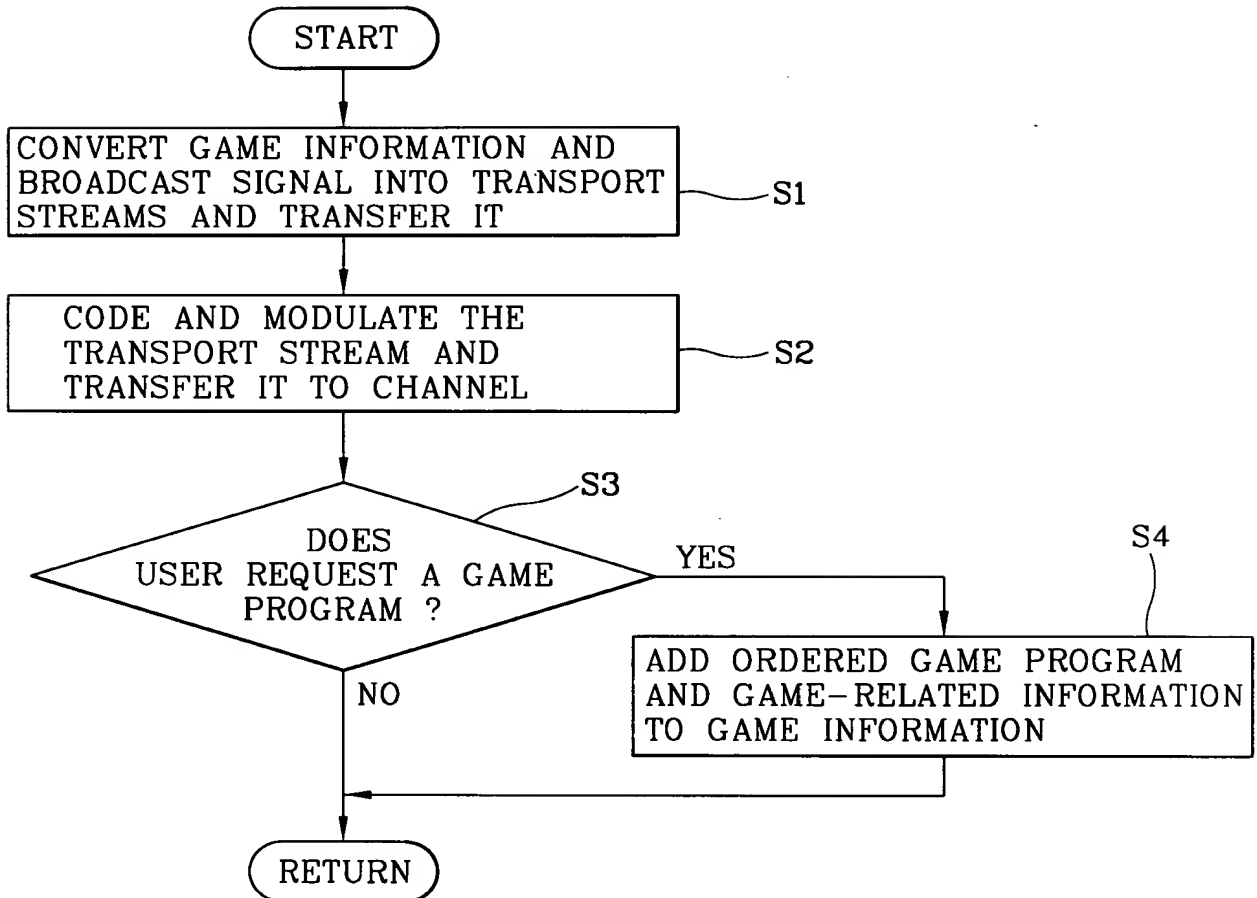 START
CONVERT GAME INFORMATION AND
BROADCAST SIGNAL INTO TRANSPORT
STREAMS AND TRANSFER IT
S1
CODE AND MODULATE THE
TRANSPORT STREAM AND
TRANSFER IT TO CHANNEL
S2
S3
DOES
USER REQUEST A GAME
PROGRAM ?
YES
S4
ADD ORDERED GAME PROGRAM
AND GAME-RELATED INFORMATION
TO GAME INFORMATION
NO
RETURN